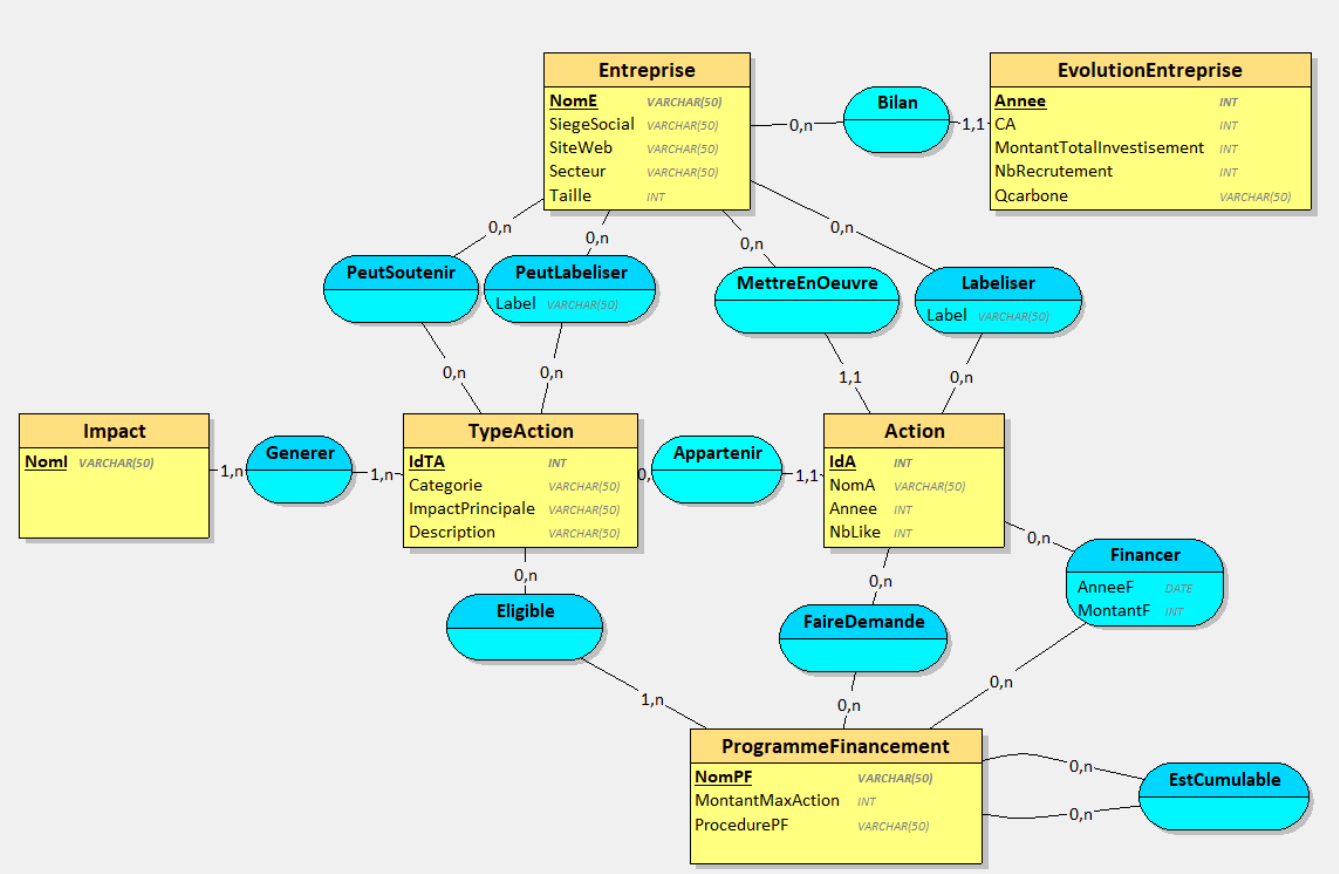 Entreprise
NomE VARCHAR(50)
SiegeSocial VARCHAR(50)
SiteWeb VARCHAR(50)
Secteur VARCHAR(50)
Taille INT
0,n
Bilan
1,1
EvolutionEntreprise
Annee INT
CA INT
MontantTotalInvestisement INT
NbRecrutement INT
Qcarbone VARCHAR(50)
0,n
0,n
0,n
0,n
PeutSoutenir
PeutLabeliser
Label VARCHAR(50)
MettreEnOeuvre
Labeliser
Label VARCHAR(50)
0,n
0,n
1,1
0,n
Impact
NomI VARCHAR(50)
1,n
Generer
1,n
TypeAction
IdTA INT
Categorie VARCHAR(50)
ImpactPrincipale VARCHAR(50)
Description VARCHAR(50)
0,
Appartenir
1,1
Action
IdA INT
NomA VARCHAR(50)
Annee INT
NbLike INT
0,n
Financer
AnneeF DATE
MontantF INT
0,n
Eligible
0,n
FaireDemande
1,n
0,n
0,n
ProgrammeFinancement
NomPF VARCHAR(50)
MontantMaxAction INT
ProcedurePF VARCHAR(50)
0,n
EstCumulable
0,n